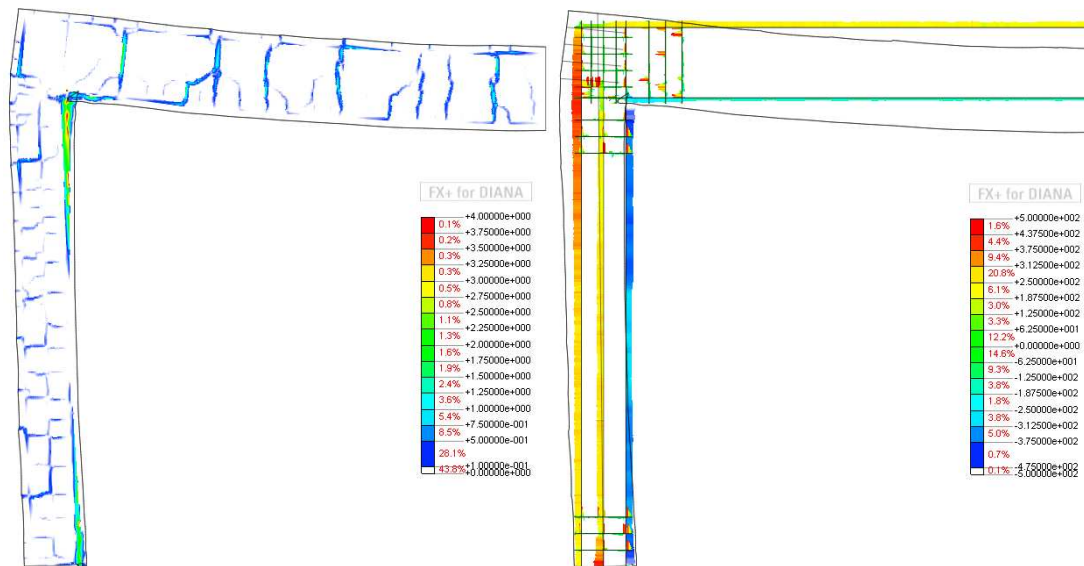 FX+ for DIANA
+4.00000e+000
0.1%
+3.75000e+000
0.2%
+3.50000e+000
0.3%
+3.25000e+000
0.3%
+3.00000e+000
0.5%
+2.75000e+000
0.8%
+2.50000e+000
1.1%
+2.25000e+000
1.3%
+2.00000e+000
1.6%
+1.75000e+000
1.9%
+1.50000e+000
2.4%
+1.25000e+000
3.6%
+1.00000e+000
5.4%
+7.50000e-001
8.5%
+5.00000e-001
28.1%
+1.00000e-001
43.8%
+0.00000e+000
FX+ for DIANA
+5.00000e+002
1.6%
+4.37500e+002
4.4%
+3.75000e+002
9.4%
+3.12500e+002
20.8%
+2.50000e+002
6.1%
+1.87500e+002
3.0%
+1.25000e+002
3.3%
+6.25000e+001
12.2%
+0.00000e+000
14.6%
-6.25000e+001
9.3%
-1.25000e+002
3.8%
-1.87500e+002
1.8%
-2.50000e+002
3.8%
-3.12500e+002
5.0%
-3.75000e+002
0.7%
-4.75000e+002
0.1%
-5.00000e+002